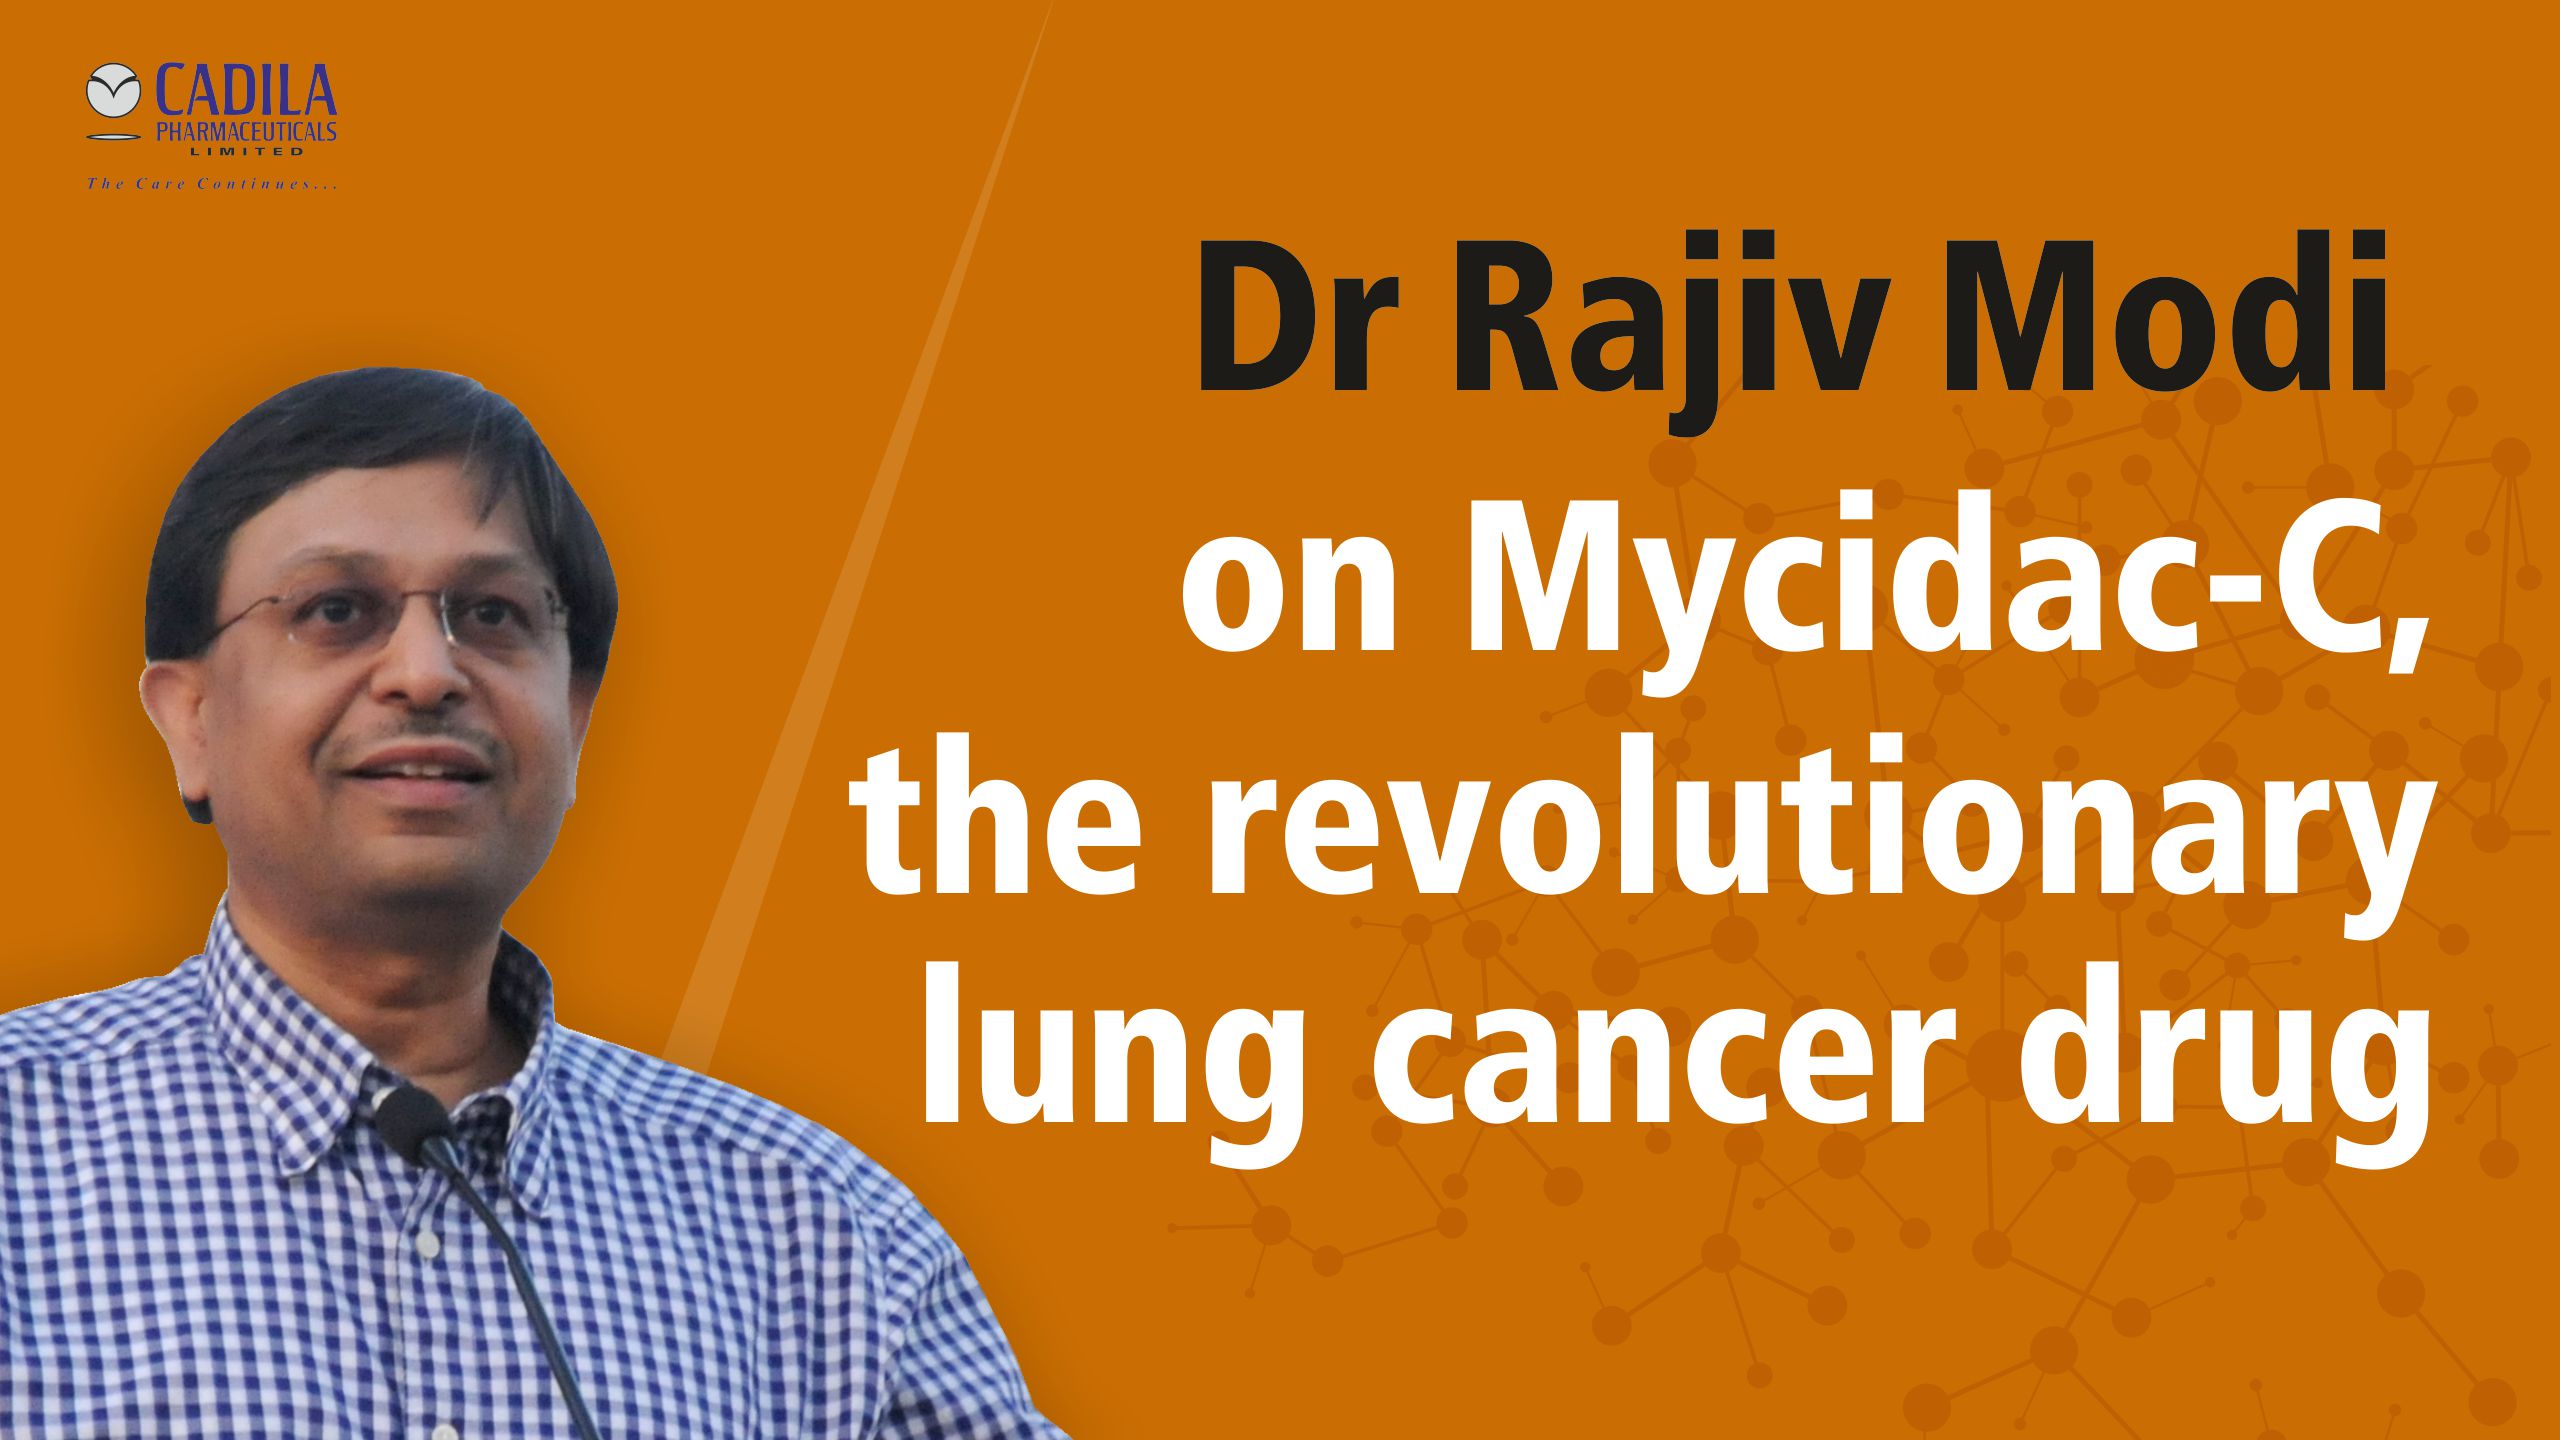 CADILA
PHARMACEUTICALS
LIMITED
The Care Continues...
Dr Rajiv Modi
on Mycidac-C,
the revolutionary
lung cancer drug